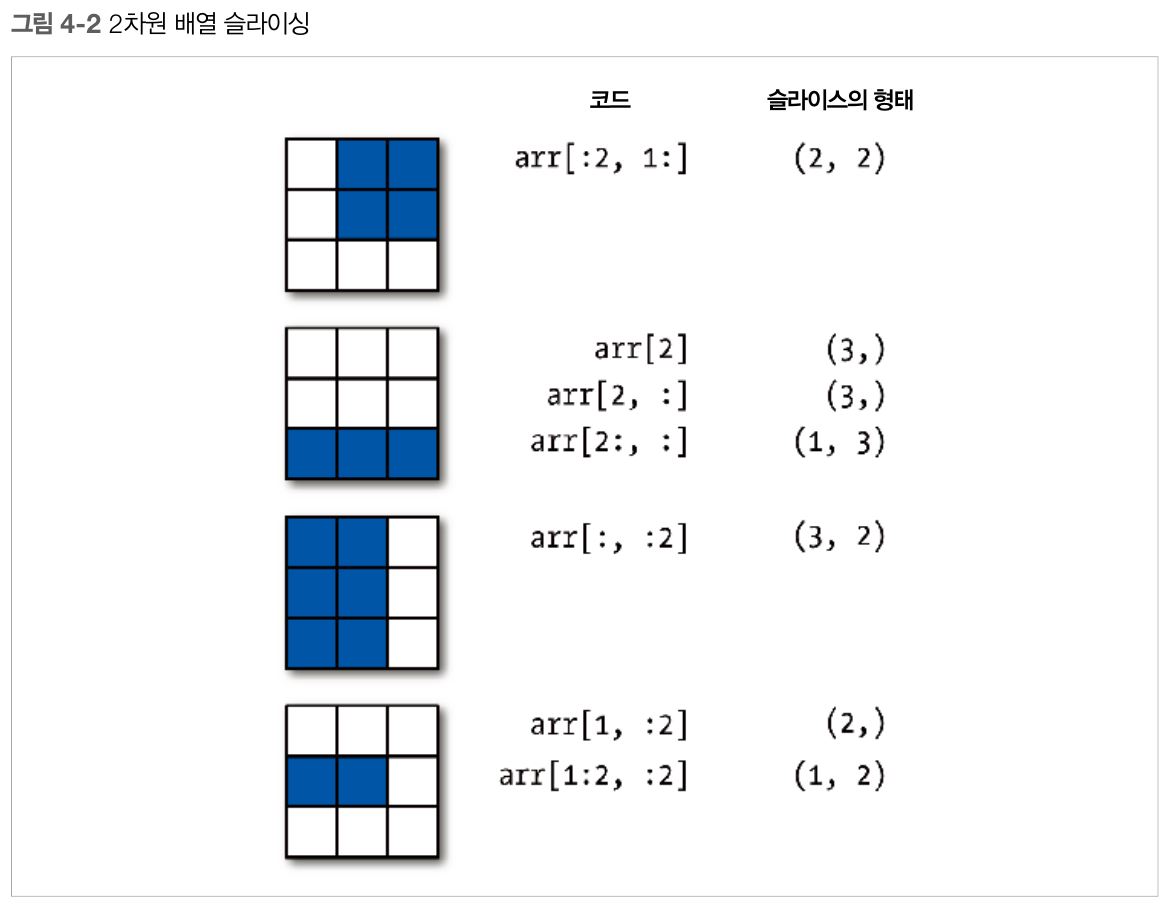 그림 4-2 2차원 배열 슬라이싱
코드 슬라이스의 형태
arr[:2, 1:] (2, 2)
arr[2] (3,)
arr[2, :] (3,)
arr[2:, :] (1, 3)
arr[:, :2] (3, 2)
arr[1, :2] (2,)
arr[1:2, :2] (1, 2)